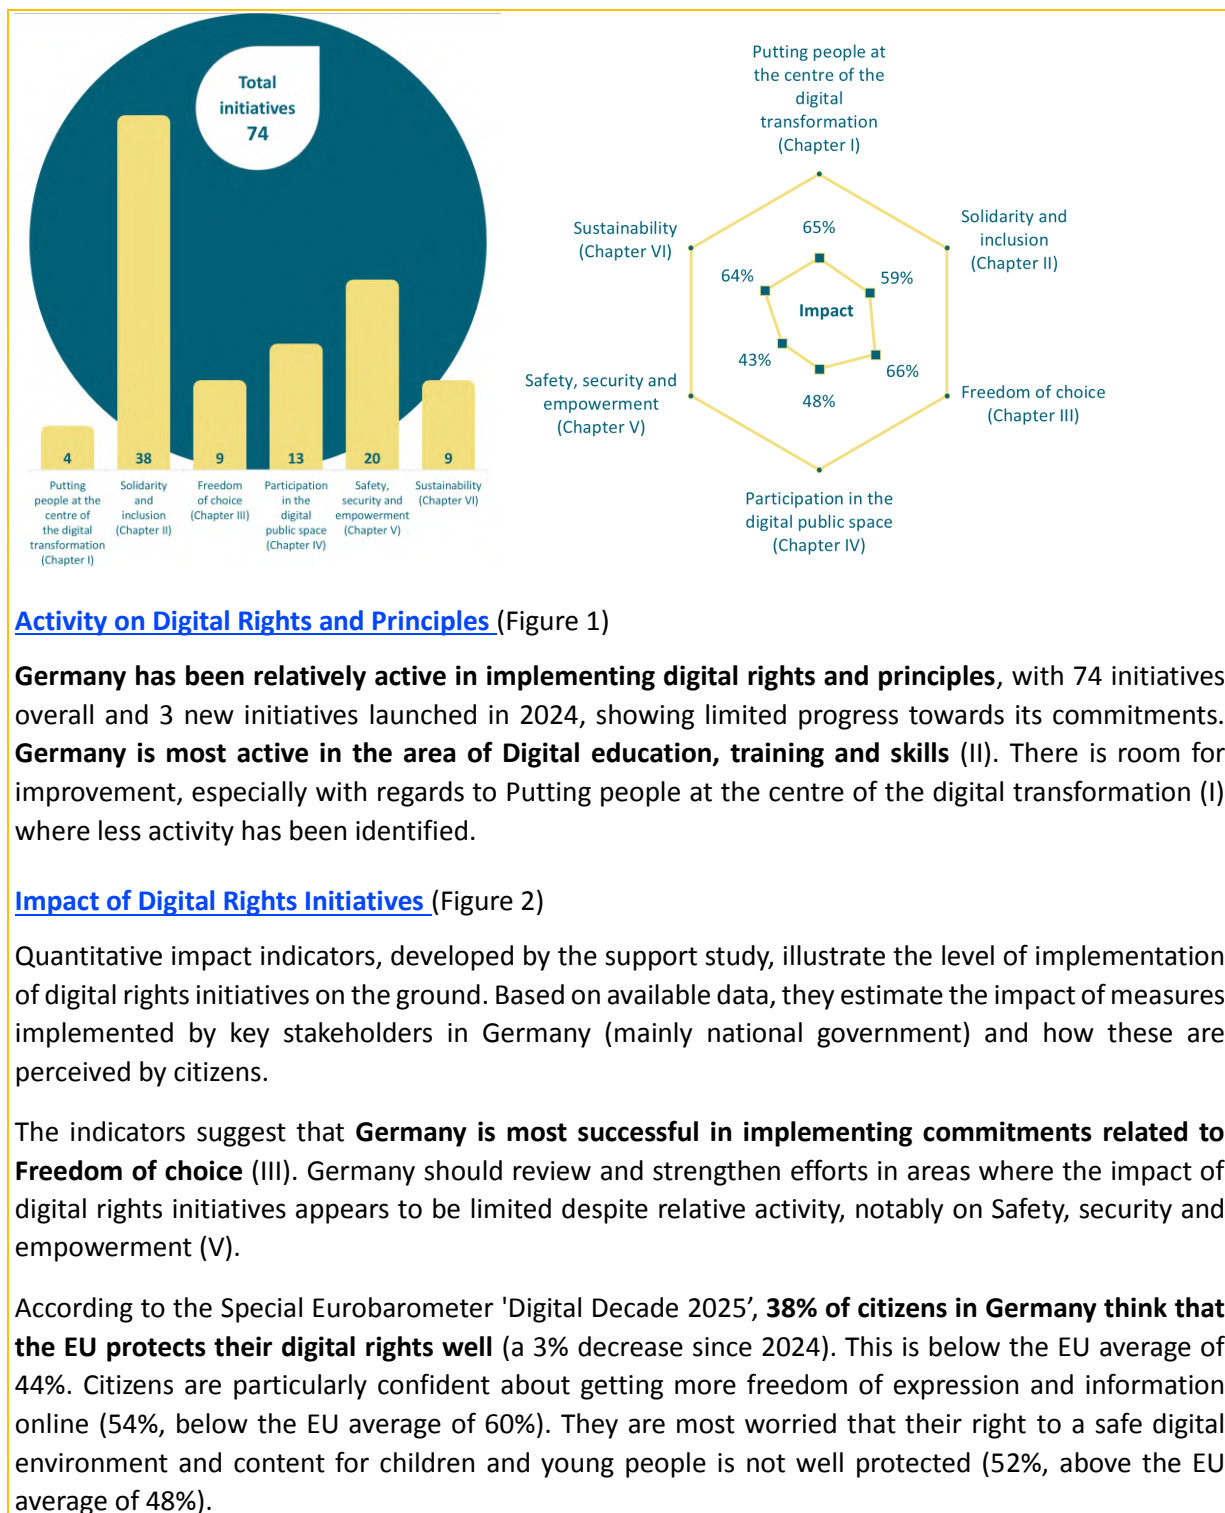 Total
initiatives
74
4
38
9
13
20
9
Putting
people at the
centre of
the digital
transformation
(Chapter I)
Solidarity
and
inclusion
(Chapter II)
Freedom
of choice
(Chapter III)
Participation
in the
digital
public space
(Chapter IV)
Safety,
security and
empowerment
(Chapter V)
Sustainability
(Chapter VI)
Putting people at
the centre of the
digital
transformation
(Chapter I)
Solidarity and
inclusion
(Chapter II)
Freedom of choice
(Chapter III)
Participation in the
digital public space
(Chapter IV)
Safety, security and
empowerment
(Chapter V)
Sustainability
(Chapter VI)
65%
59%
66%
48%
43%
64%
Impact
Activity on Digital Rights and Principles (Figure 1)
Germany has been relatively active in implementing digital rights and principles, with 74 initiatives
overall and 3 new initiatives launched in 2024, showing limited progress towards its commitments.
Germany is most active in the area of Digital education, training and skills (II). There is room for
improvement, especially with regards to Putting people at the centre of the digital transformation (I)
where less activity has been identified.
Impact of Digital Rights Initiatives (Figure 2)
Quantitative impact indicators, developed by the support study, illustrate the level of implementation
of digital rights initiatives on the ground. Based on available data, they estimate the impact of measures
implemented by key stakeholders in Germany (mainly national government) and how these are
perceived by citizens.
The indicators suggest that Germany is most successful in implementing commitments related to
Freedom of choice (III). Germany should review and strengthen efforts in areas where the impact of
digital rights initiatives appears to be limited despite relative activity, notably on Safety, security and
empowerment (V).
According to the Special Eurobarometer 'Digital Decade 2025’, 38% of citizens in Germany think that
the EU protects their digital rights well (a 3% decrease since 2024). This is below the EU average of
44%. Citizens are particularly confident about getting more freedom of expression and information
online (54%, below the EU average of 60%). They are most worried that their right to a safe digital
environment and content for children and young people is not well protected (52%, above the EU
average of 48%).